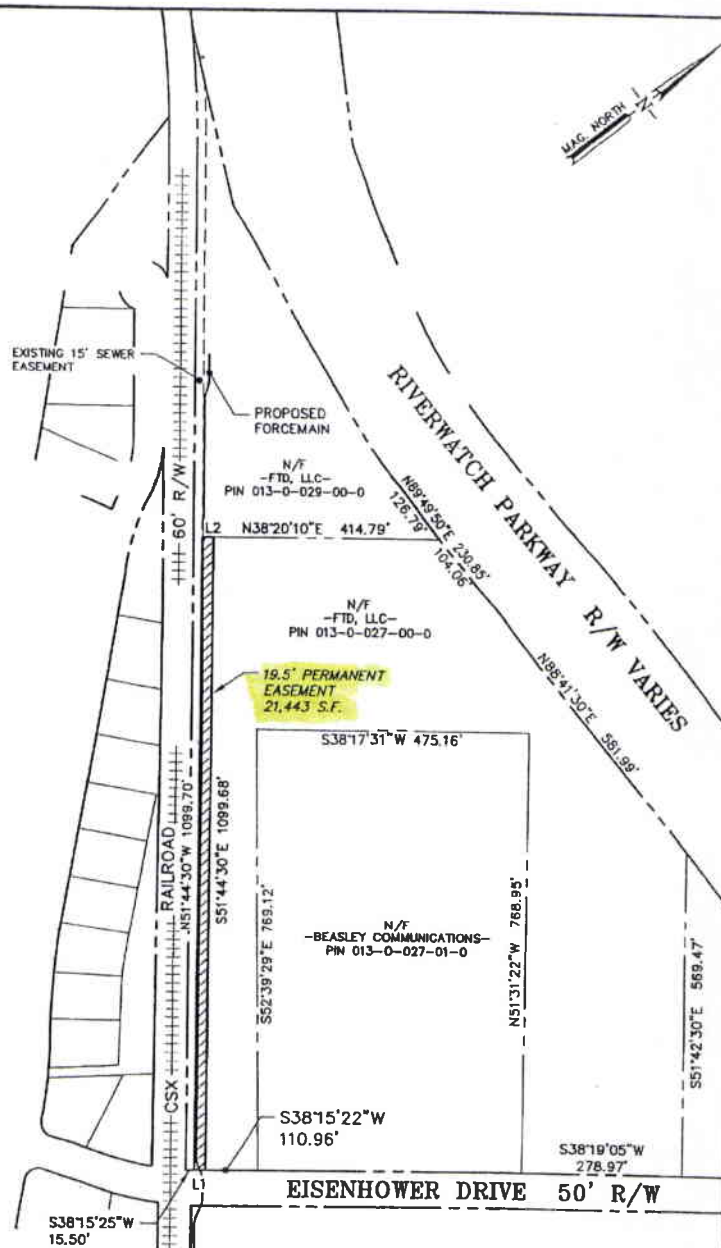 MAG. NORTH
N
EXISTING 15' SEWER
EASEMENT
PROPOSED
FORCEMAIN
RIVERWATCH PARKWAY R/W VARIES
60' R/W
N/F
-FTD, LLC-
PIN 013-0-029-00-0
N69°49'50"E 230.85'
126.79'
104.06'
L2
N38°20'10"E 414.79'
N/F
-FTD, LLC-
PIN 013-0-027-00-0
19.5' PERMANENT
EASEMENT
21,443 S.F.
N88°41'30"E 581.99'
S38°17'31"W 475.16'
CSX RAILROAD
N51°44'30"W 1099.70'
S51°44'30"E 1099.68'
S52°39'29"E 769.12'
N/F
-BEASLEY COMMUNICATIONS-
PIN 013-0-027-01-0
N51°31'22"W 768.95'
S51°42'30"E 569.47'
S38°15'22"W
110.96'
S38°19'05"W
278.97'
L1
EISENHOWER DRIVE 50' R/W
S38°15'25"W
15.50'